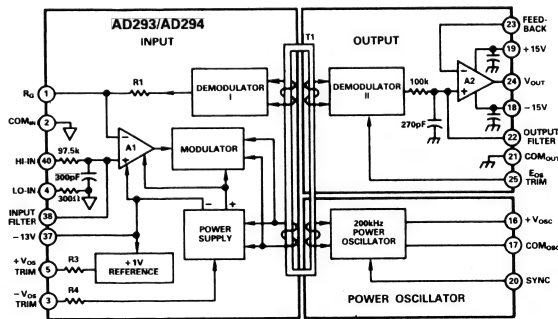 AD293/AD294
INPUT
T1
OUTPUT
RG
1
R1
DEMODULATOR
I
COMIN
2
HI-IN
40
97.5k
300pF
LO-IN
4
300Ω
INPUT
FILTER
38
-13V
37
+VOS
TRIM
5
R3
-VOS
TRIM
3
R4
A1
MODULATOR
- +
POWER
SUPPLY
+1V
REFERENCE
DEMODULATOR
II
100k
270pF
A2
FEED-
BACK
23
+15V
19
VOUT
24
-15V
18
OUTPUT
FILTER
22
COMOUT
21
EOS
TRIM
25
200kHz
POWER
OSCILLATOR
+VOSC
16
COMOSC
17
SYNC
20
POWER OSCILLATOR